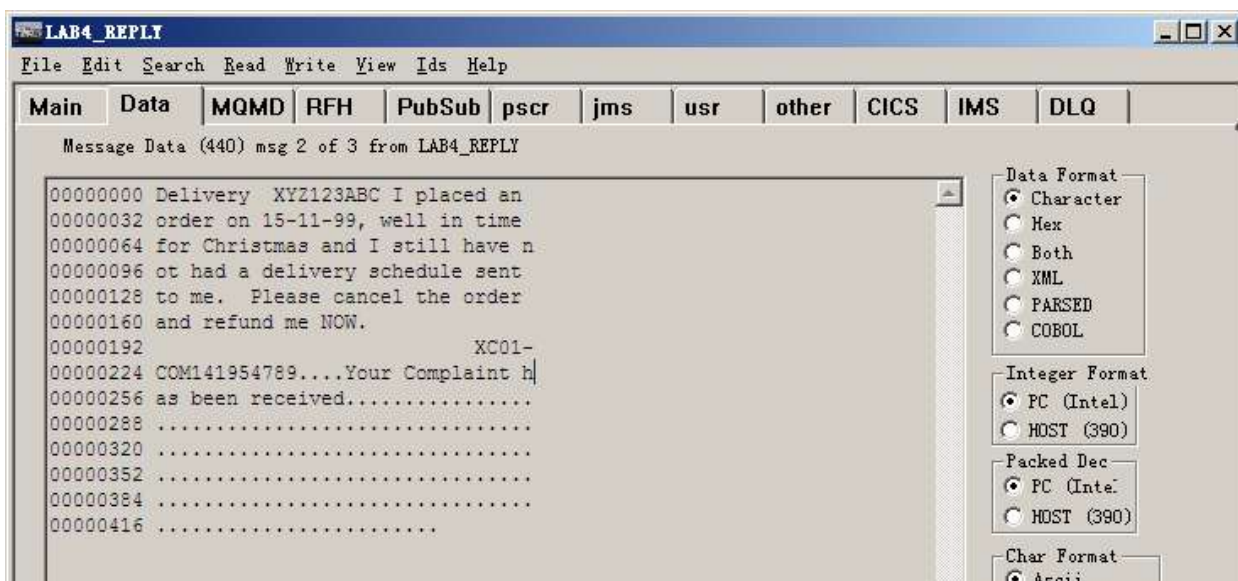 LAB4_REPLY
File Edit Search Read Write View Ids Help
Main Data MQMD RFH PubSub pscr jms usr other CICS IMS DLQ
Message Data (440) msg 2 of 3 from LAB4_REPLY
00000000 Delivery  XYZ123ABC I placed an
00000032 order on 15-11-99, well in time
00000064 for Christmas and I still have n
00000096 ot had a delivery schedule sent
00000128 to me.  Please cancel the order
00000160 and refund me NOW.
00000192                             XC01-
00000224 COM141954789....Your Complaint h
00000256 as been received................
00000288 ................................
00000320 ................................
00000352 ................................
00000384 ................................
00000416 ........................
Data Format
Character
Hex
Both
XML
PARSED
COBOL
Integer Format
PC (Intel)
HOST (390)
Packed Dec
PC (Inte
HOST (390)
Char Format
Ascii